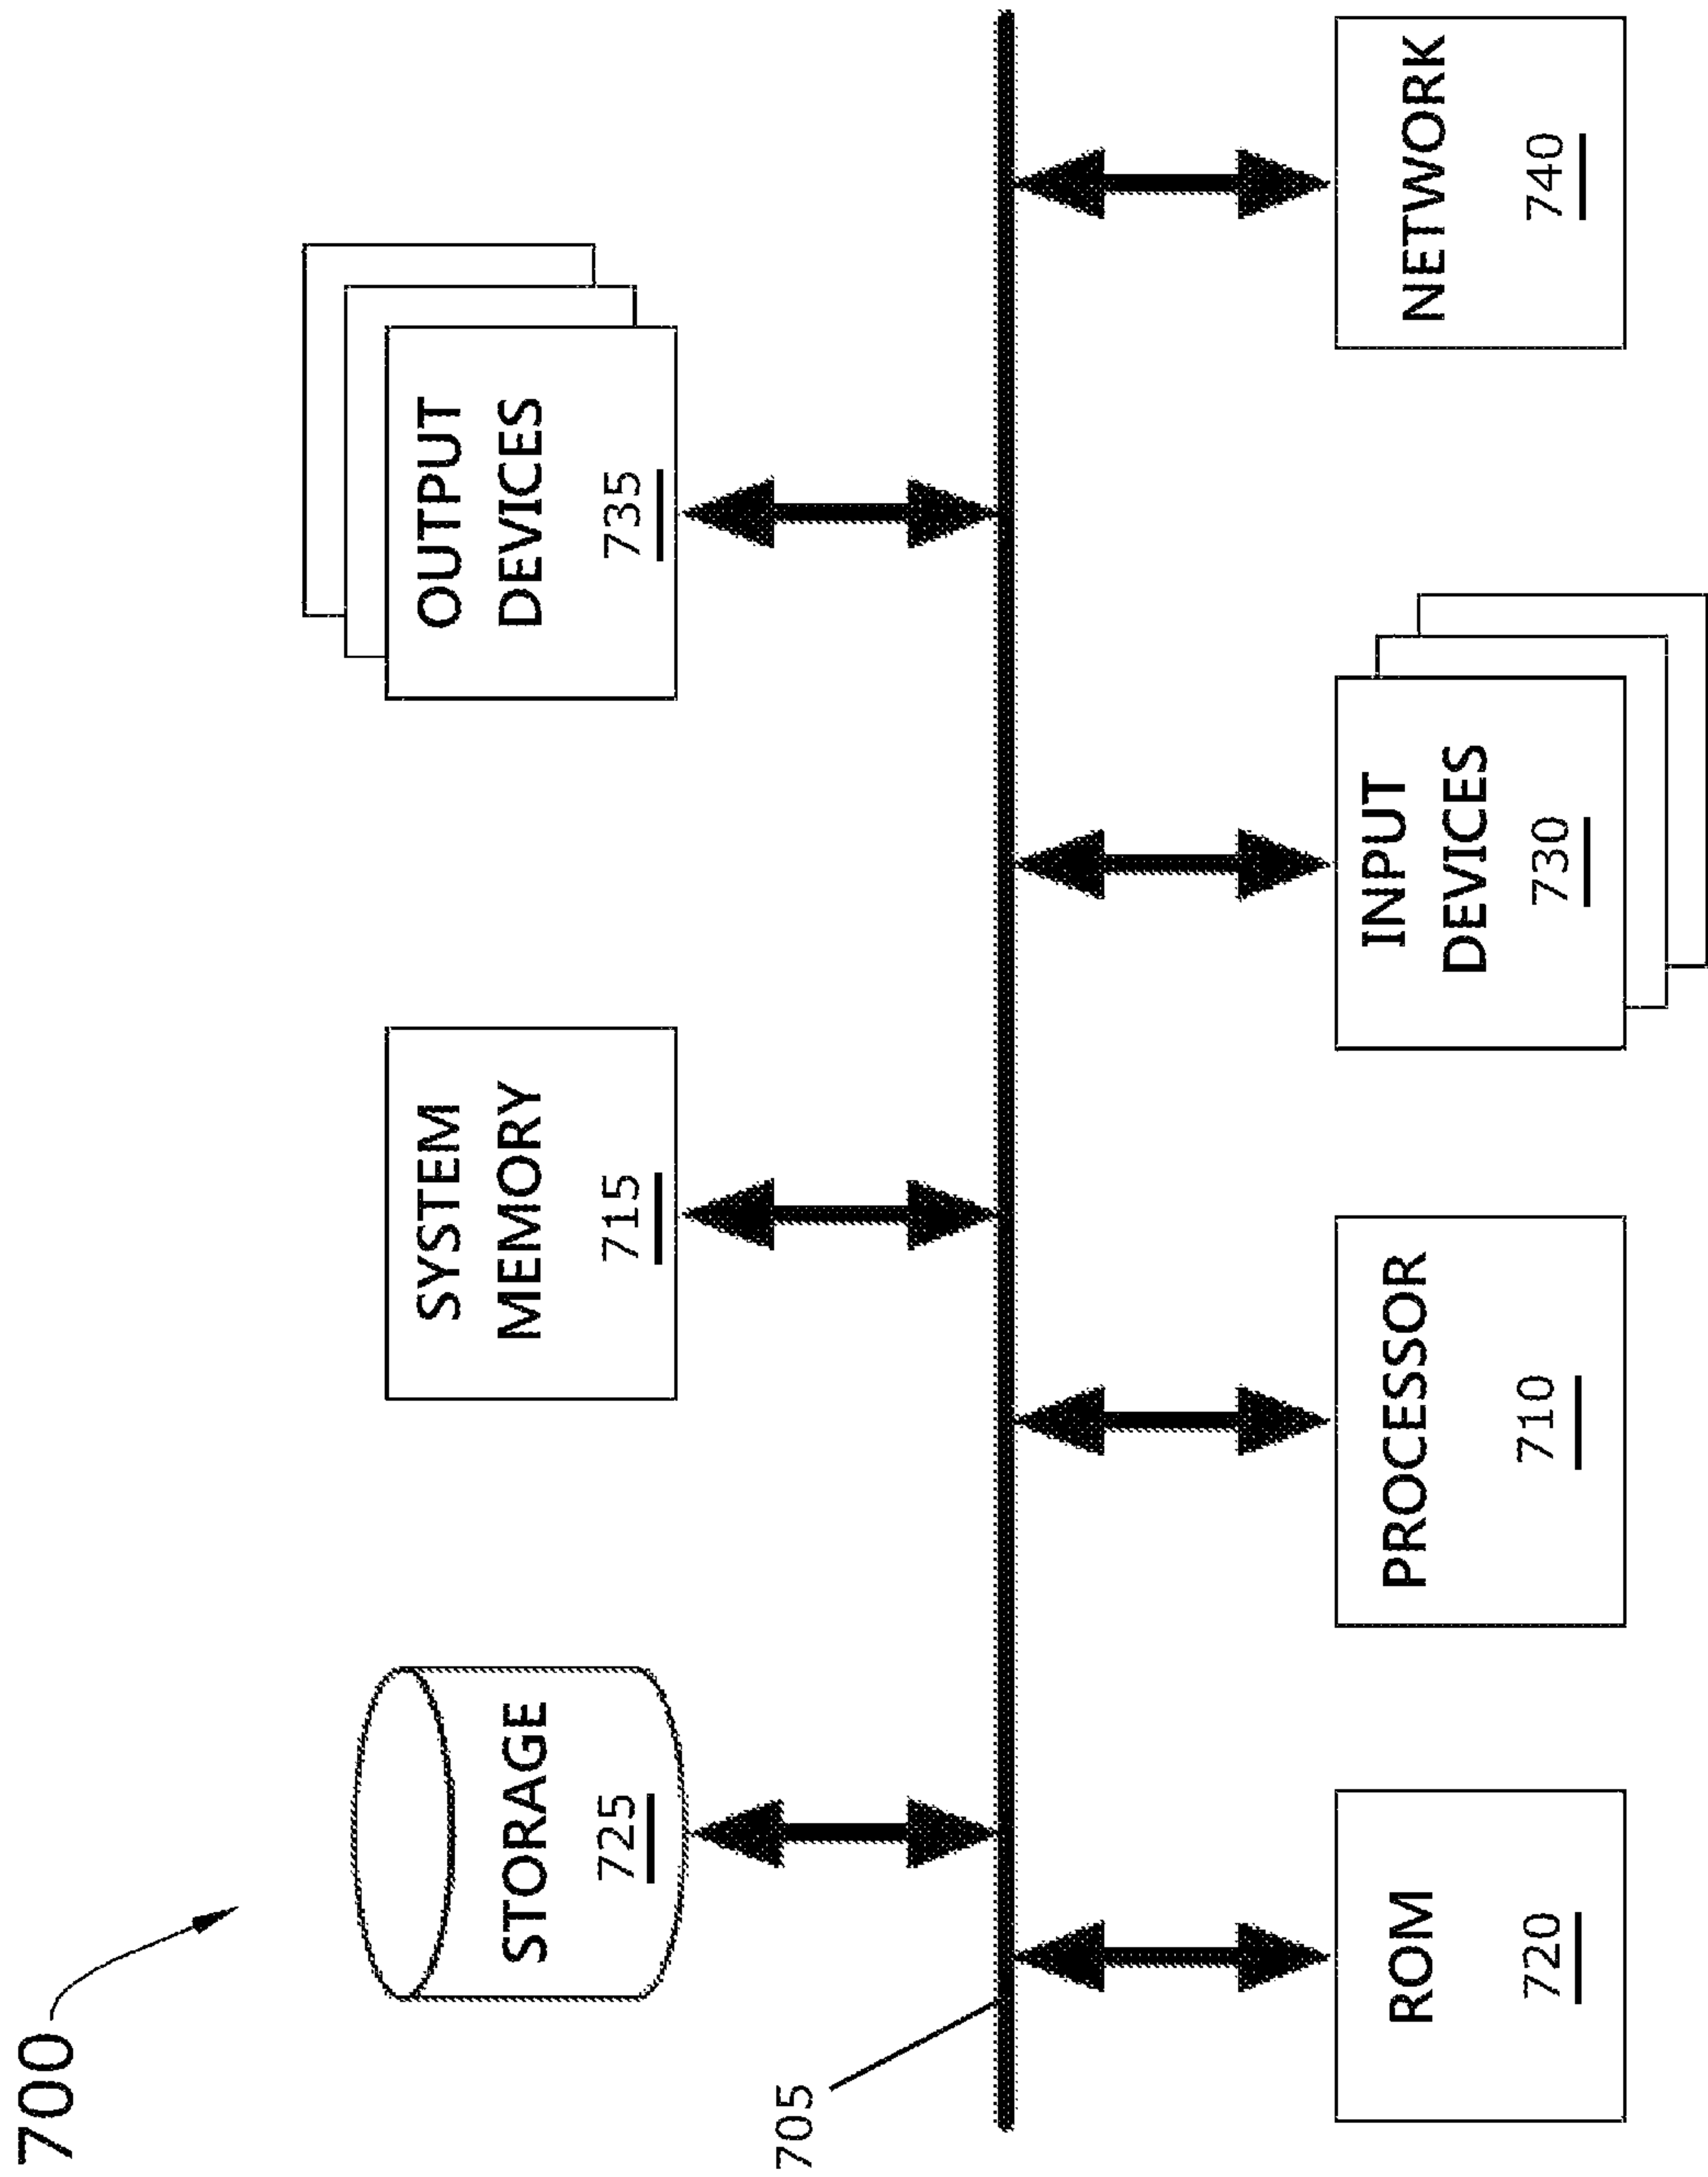 700
STORAGE
725
SYSTEM
MEMORY
715
OUTPUT
DEVICES
735
705
ROM
720
PROCESSOR
710
INPUT
DEVICES
730
NETWORK
740